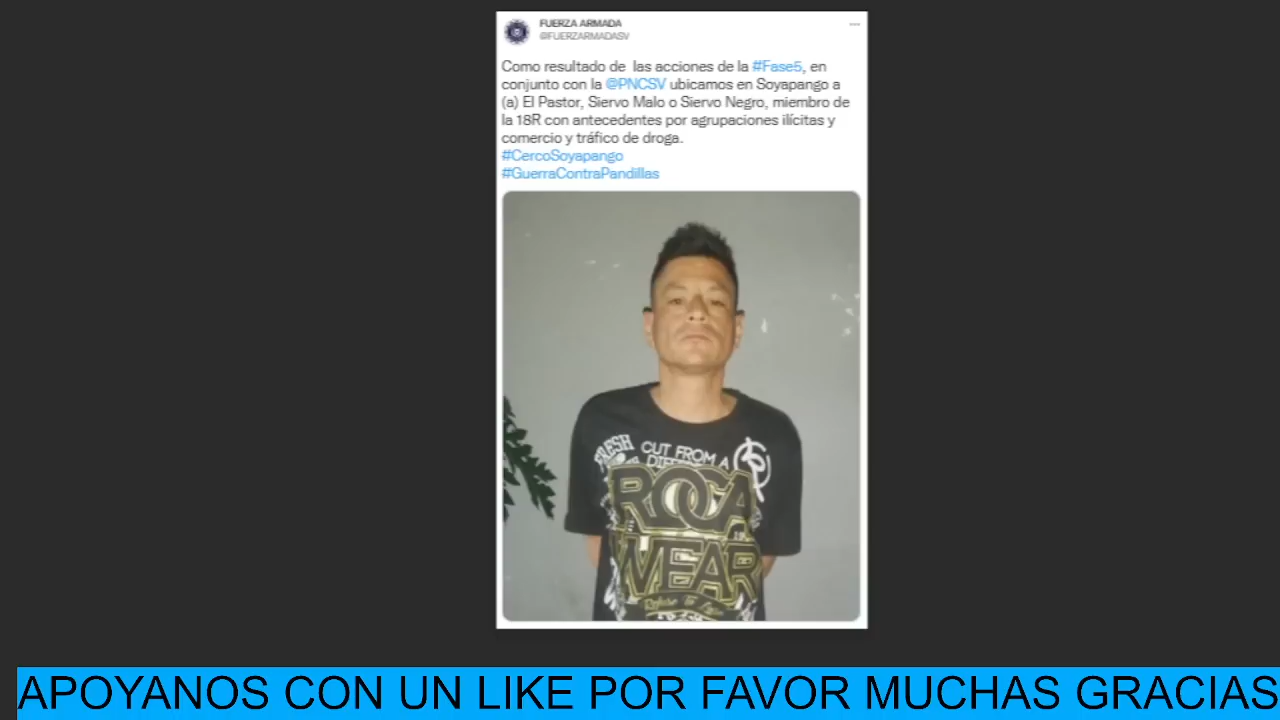 FUERZA ARMADA
@FUERZARMADASV
Como resultado de las acciones de la #Fase5, en
conjunto con la @PNCSV ubicamos en Soyapango a
(a) El Pastor, Siervo Malo o Siervo Negro, miembro de
la 18R con antecedentes por agrupaciones ilícitas y
comercio y tráfico de droga.
#CercoSoyapango
#GuerraContraPandillas
FRESH
CUT FROM A
ROCA
WEAR
APOYANOS CON UN LIKE POR FAVOR MUCHAS GRACIAS